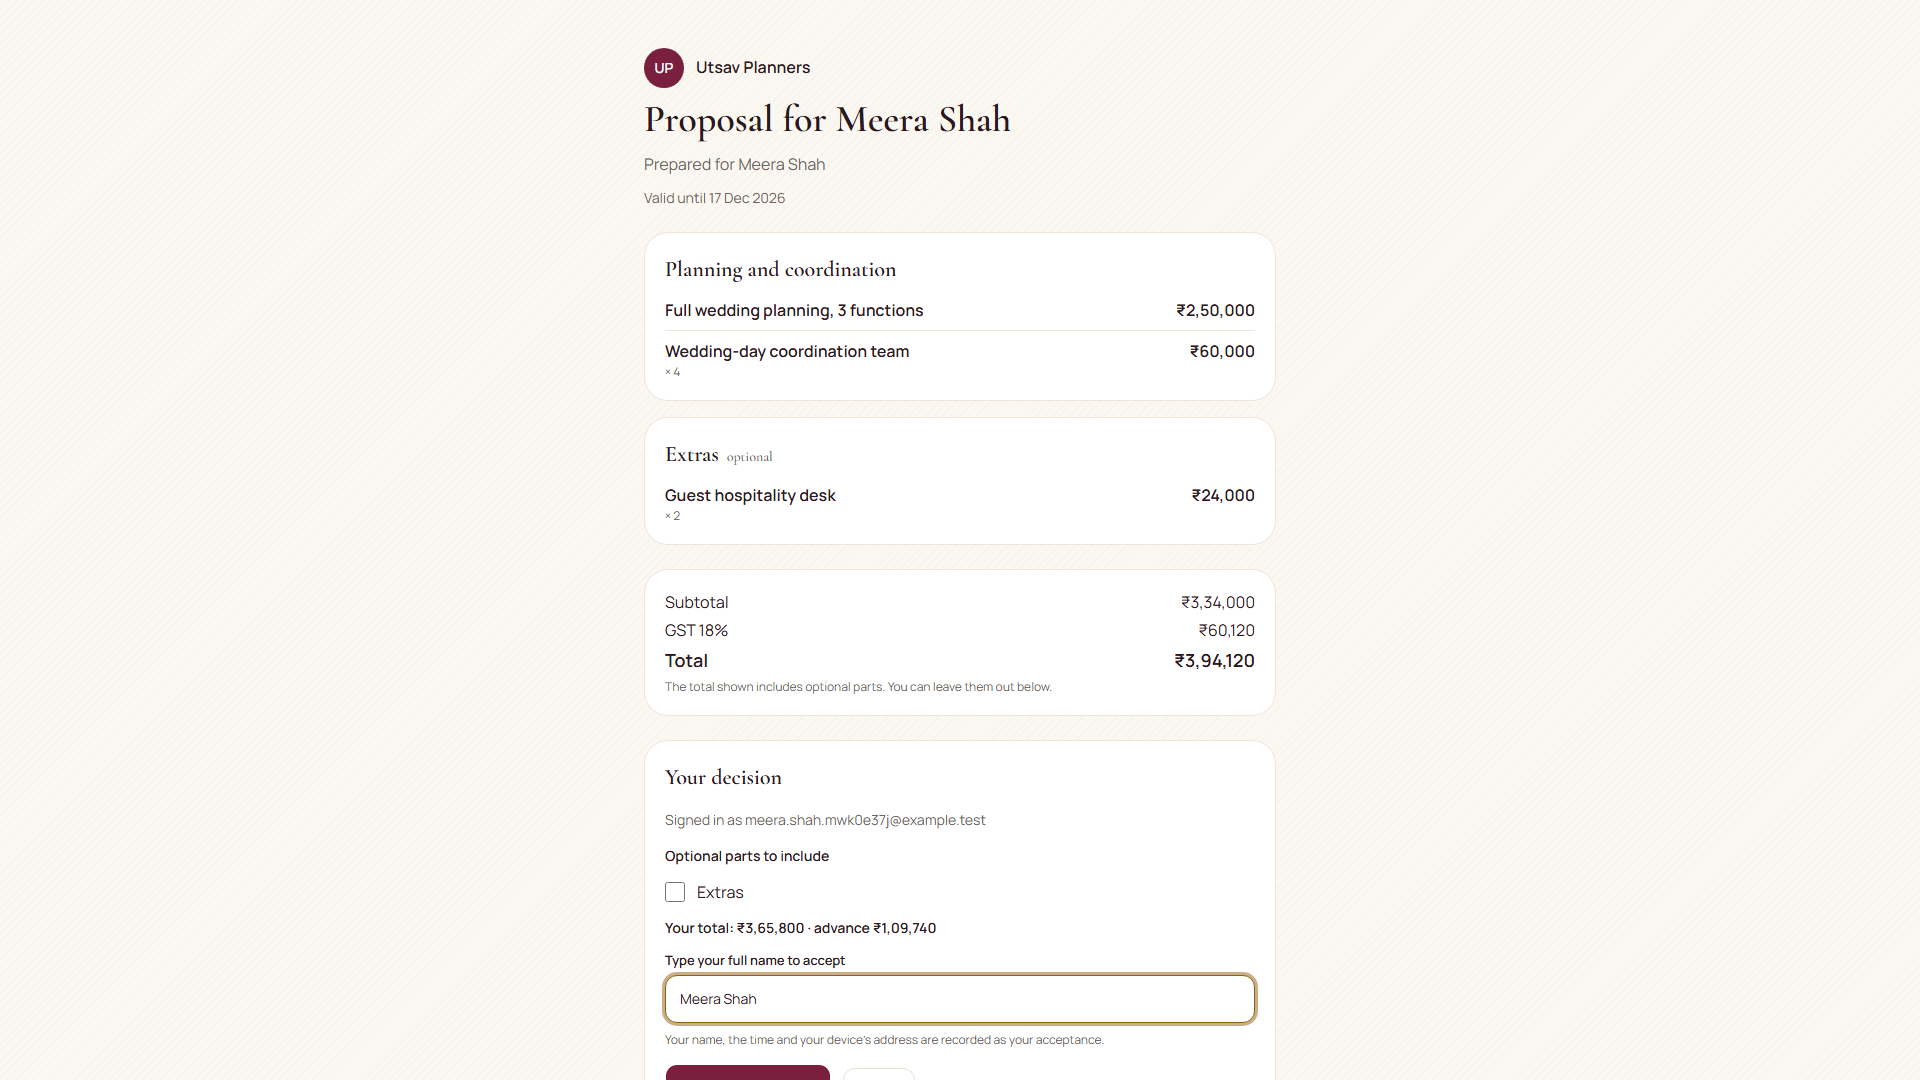 UP
Utsav Planners
Proposal for Meera Shah
Prepared for Meera Shah
Valid until 17 Dec 2026
Planning and coordination
Full wedding planning, 3 functions ₹2,50,000
Wedding-day coordination team ₹60,000
× 4
Extras optional
Guest hospitality desk ₹24,000
× 2
Subtotal ₹3,34,000
GST 18% ₹60,120
Total ₹3,94,120
The total shown includes optional parts. You can leave them out below.
Your decision
Signed in as meera.shah.mwk0e37j@example.test
Optional parts to include
Extras
Your total: ₹3,65,800 · advance ₹1,09,740
Type your full name to accept
Meera Shah
Your name, the time and your device's address are recorded as your acceptance.